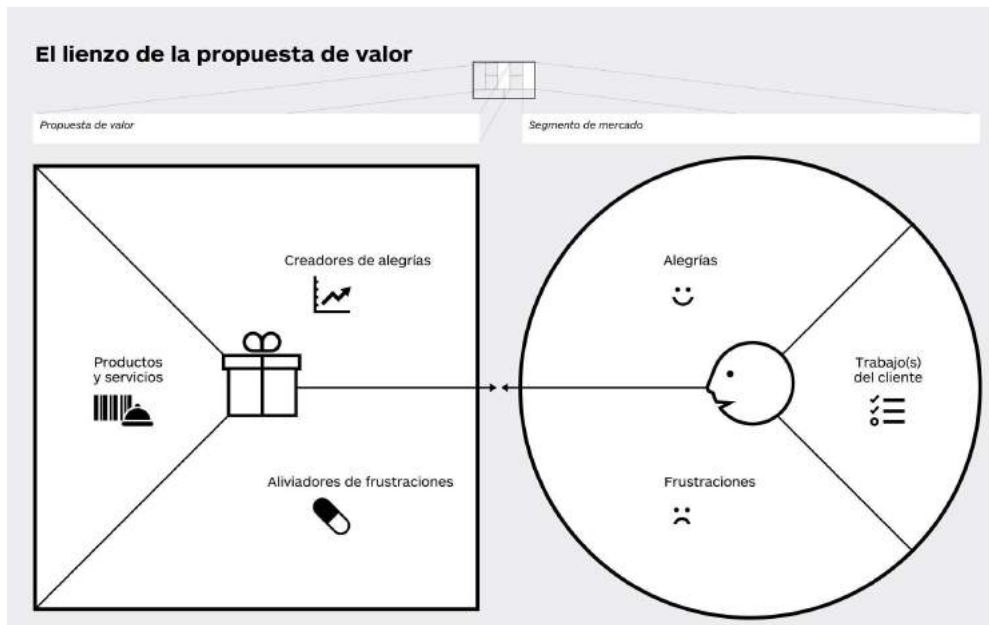 El lienzo de la propuesta de valor
Propuesta de valor
Segmento de mercado
Creadores de alegrías
Productos
y servicios
Aliviadores de frustraciones
Alegrías
Trabajo(s)
del cliente
Frustraciones